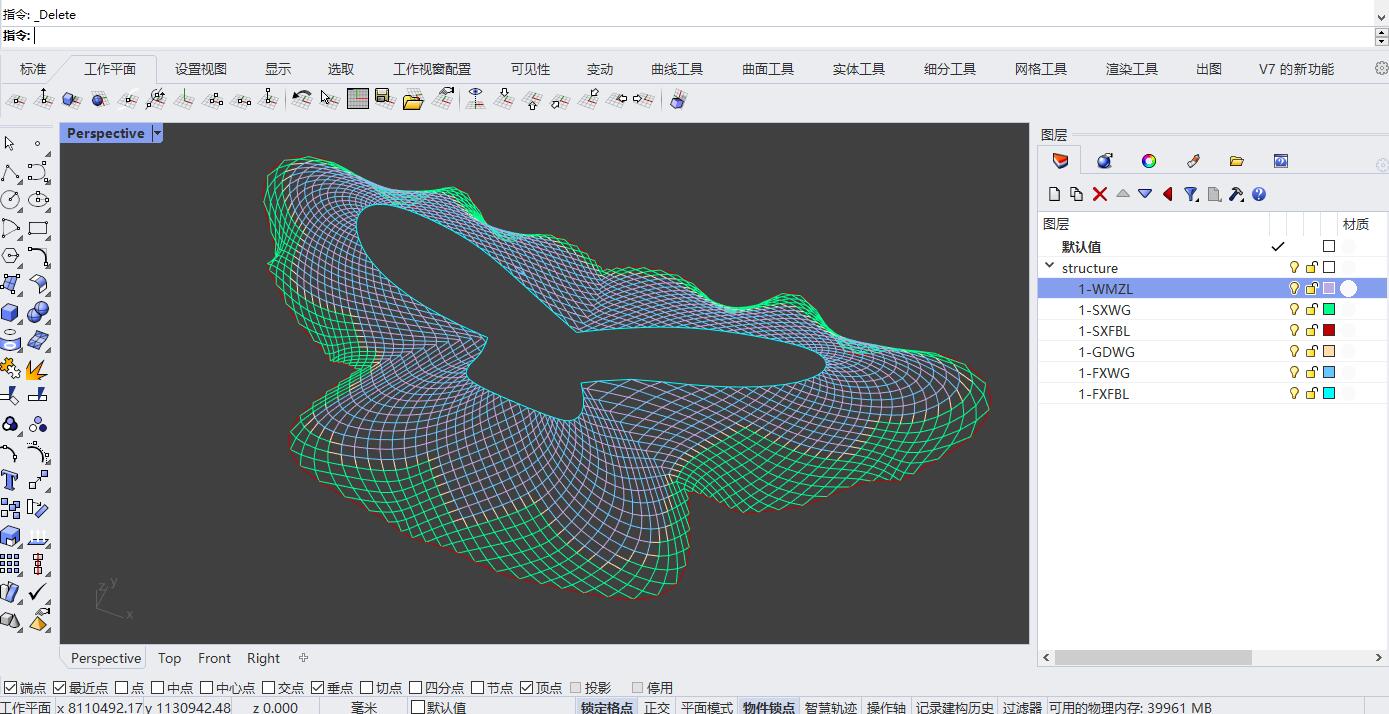 指令: _Delete
指令:
标准 工作平面 设置视图 显示 选取 工作视窗配置 可见性 变动 曲线工具 曲面工具 实体工具 细分工具 网格工具 渲染工具 出图 V7 的新功能
Perspective
图层
图层 材质
默认值
structure
1-WMZL
1-SXWG
1-SXFBL
1-GDWG
1-FXWG
1-FXFBL
z y
x
Perspective Top Front Right
端点 最近点 点 中点 中心点 交点 垂点 切点 四分点 节点 顶点 投影 停用
工作平面 x 8110492.17 y 1130942.48 z 0.000 毫米 默认值 锁定格点 正交 平面模式 物件锁点 智慧轨迹 操作轴 记录建构历史 过滤器 可用的物理内存: 39961 MB